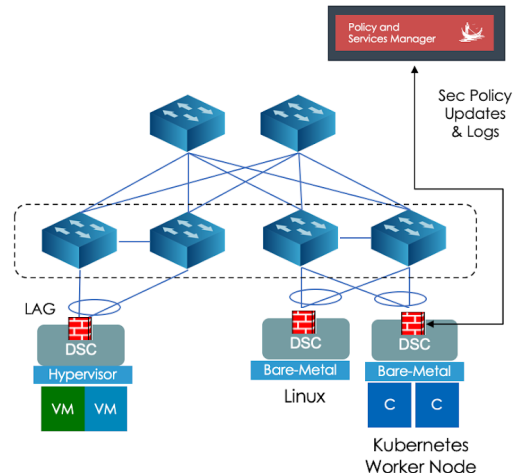 Policy and
Services Manager
Sec Policy
Updates
& Logs
LAG
DSC
DSC
DSC
Hypervisor
Bare-Metal
Bare-Metal
VM
VM
Linux
C
C
Kubernetes
Worker Node